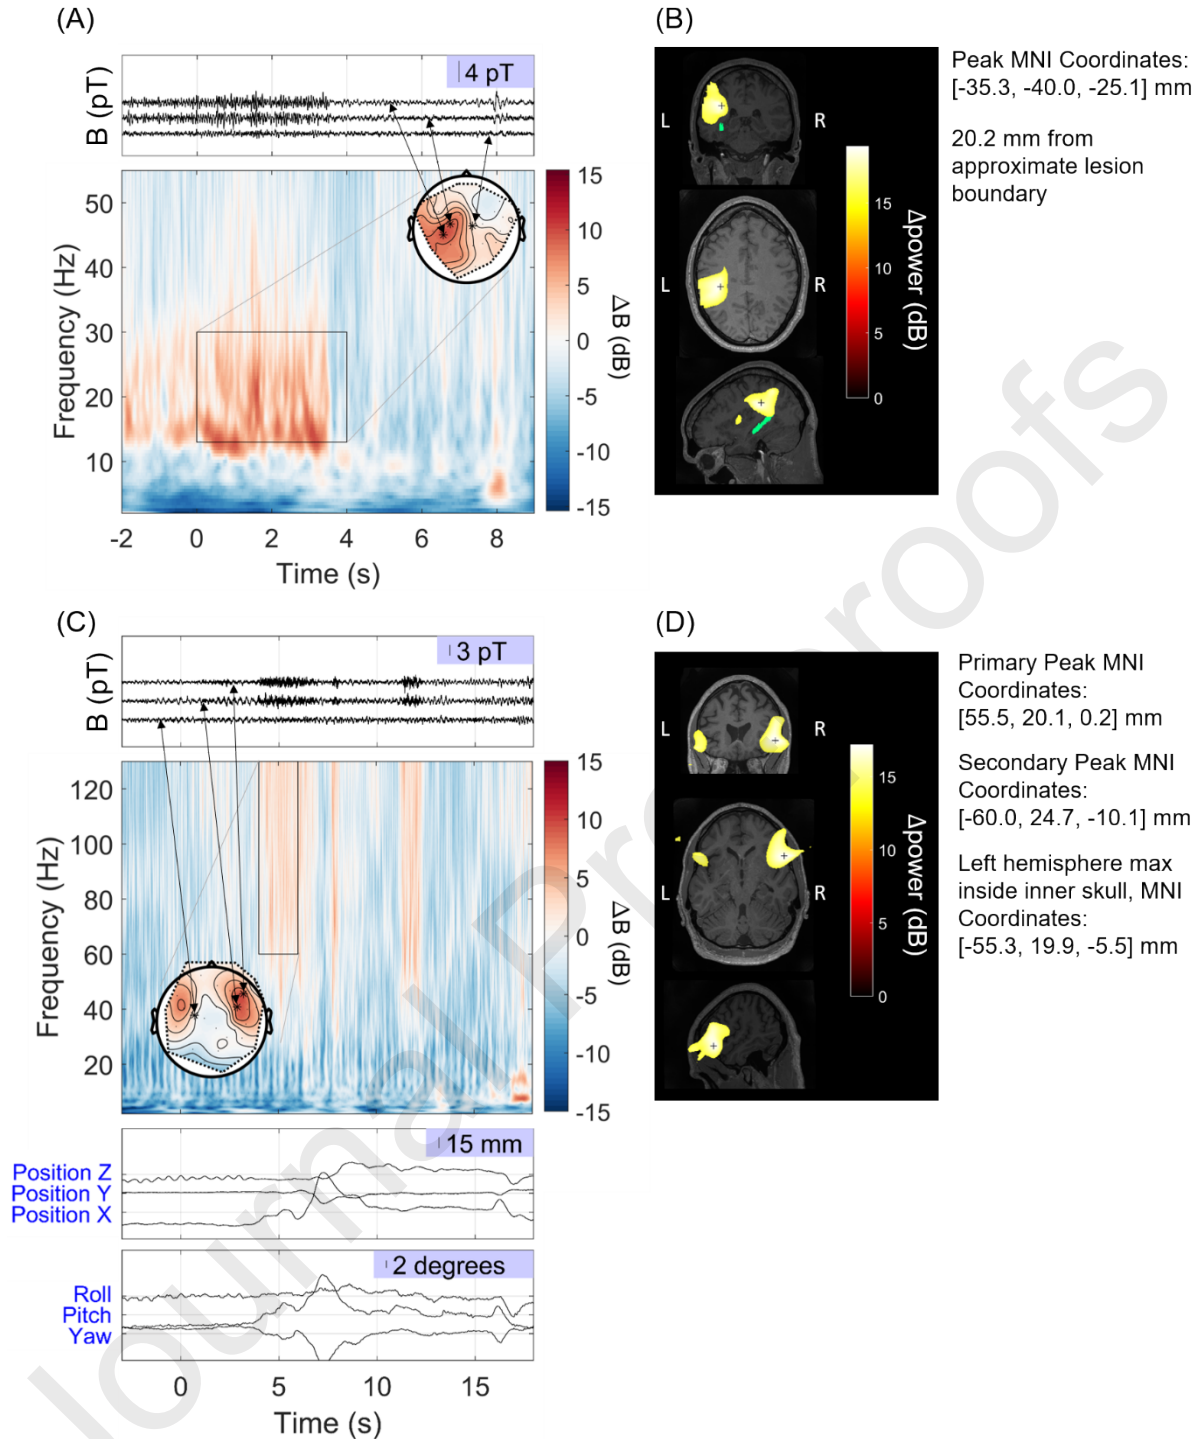 (A)
B (pT)
4 pT
50
40
30
20
10
Frequency (Hz)
-2
0
2
4
6
8
Time (s)
15
10
5
0
-5
-10
-15
ΔB (dB)
(B)
L
R
L
R
15
10
5
0
Δpower (dB)
Peak MNI Coordinates:
[-35.3, -40.0, -25.1] mm
20.2 mm from
approximate lesion
boundary
(C)
B (pT)
3 pT
120
100
80
60
40
20
Frequency (Hz)
15
10
5
0
-5
-10
-15
ΔB (dB)
15 mm
Position Z
Position Y
Position X
2 degrees
Roll
Pitch
Yaw
0
5
10
15
Time (s)
(D)
L
R
L
R
15
10
5
0
Δpower (dB)
Primary Peak MNI
Coordinates:
[55.5, 20.1, 0.2] mm
Secondary Peak MNI
Coordinates:
[-60.0, 24.7, -10.1] mm
Left hemisphere max
inside inner skull, MNI
Coordinates:
[-55.3, 19.9, -5.5] mm
Journal Pre-proofs